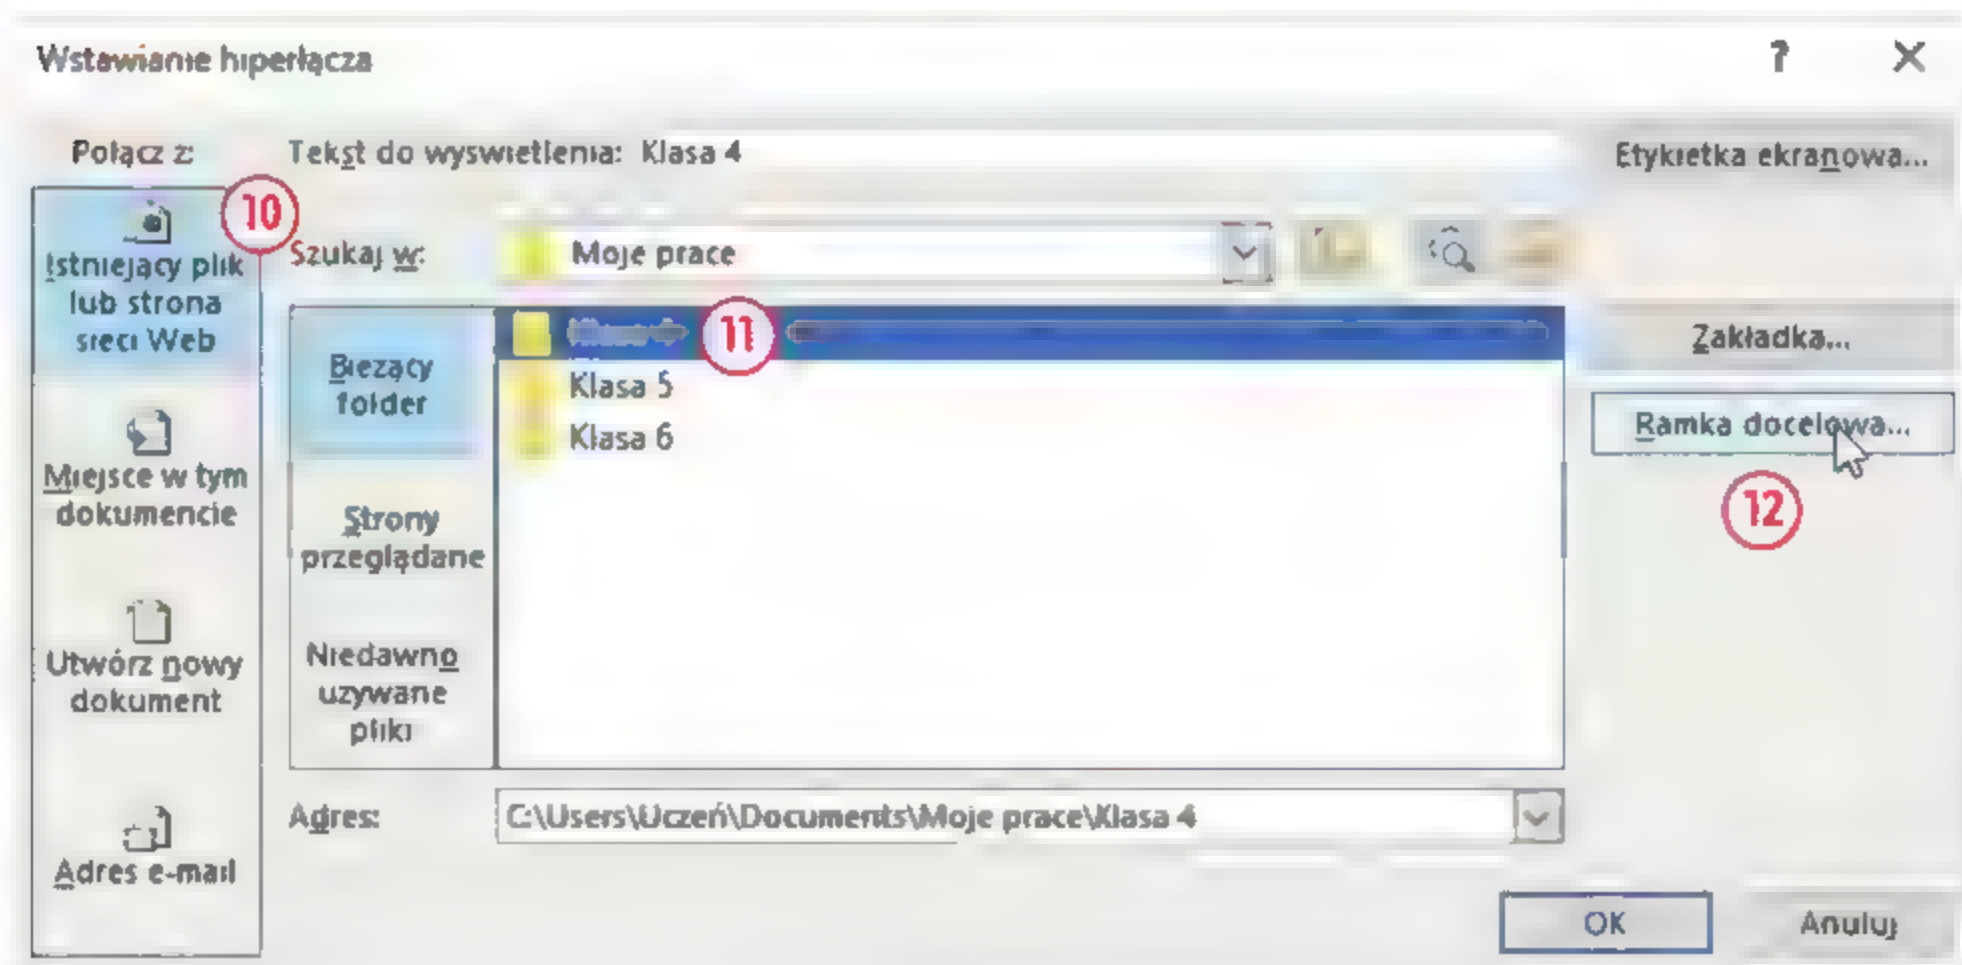 Wstawianie hiperłącza
?
Połącz z:
Tekst do wyświetlenia: Klasa 4
Etykietka ekranowa...
10
Istniejący plik
lub strona
sieci Web
Szukaj w:
Moje prace
11
Bieżący
folder
Klasa 5
Klasa 6
Zakładka...
Ramka docelowa...
12
Miejsce w tym
dokumencie
Strony
przeglądane
Utwórz nowy
dokument
Niedawno
używane
pliki
Adres e-mail
Adres:
C:\Users\Uczeń\Documents\Moje prace\Klasa 4
OK
Anuluj